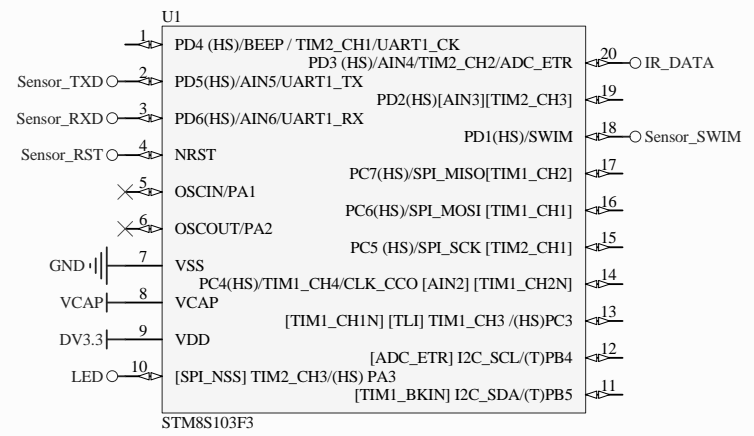 U1
1 PD4 (HS)/BEEP / TIM2_CH1/UART1_CK
PD3 (HS)/AIN4/TIM2_CH2/ADC_ETR 20 IR_DATA
Sensor_TXD 2 PD5(HS)/AIN5/UART1_TX
PD2(HS)[AIN3][TIM2_CH3] 19
Sensor_RXD 3 PD6(HS)/AIN6/UART1_RX
PD1(HS)/SWIM 18 Sensor_SWIM
Sensor_RST 4 NRST
PC7(HS)/SPI_MISO[TIM1_CH2] 17
5 OSCIN/PA1
PC6(HS)/SPI_MOSI [TIM1_CH1] 16
6 OSCOUT/PA2
PC5 (HS)/SPI_SCK [TIM2_CH1] 15
GND 7 VSS
PC4(HS)/TIM1_CH4/CLK_CCO [AIN2] [TIM1_CH2N] 14
VCAP 8 VCAP
[TIM1_CH1N] [TLI] TIM1_CH3 /(HS)PC3 13
DV3.3 9 VDD
[ADC_ETR] I2C_SCL/(T)PB4 12
LED 10 [SPI_NSS] TIM2_CH3/(HS) PA3
[TIM1_BKIN] I2C_SDA/(T)PB5 11
STM8S103F3